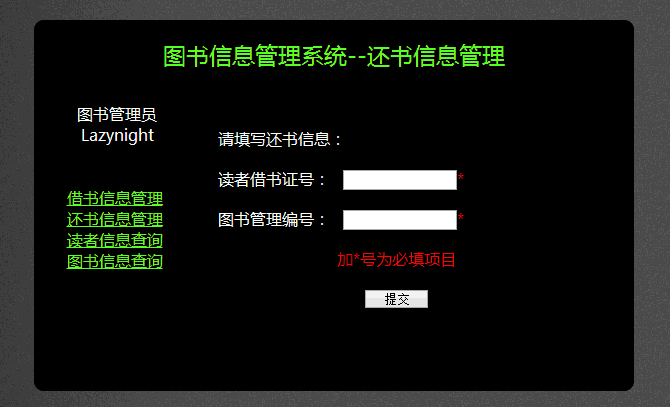 图书信息管理系统--还书信息管理
图书管理员
Lazynight
请填写还书信息：
读者借书证号： *
图书管理编号： *
借书信息管理
还书信息管理
读者信息查询
图书信息查询
加*号为必填项目
提交